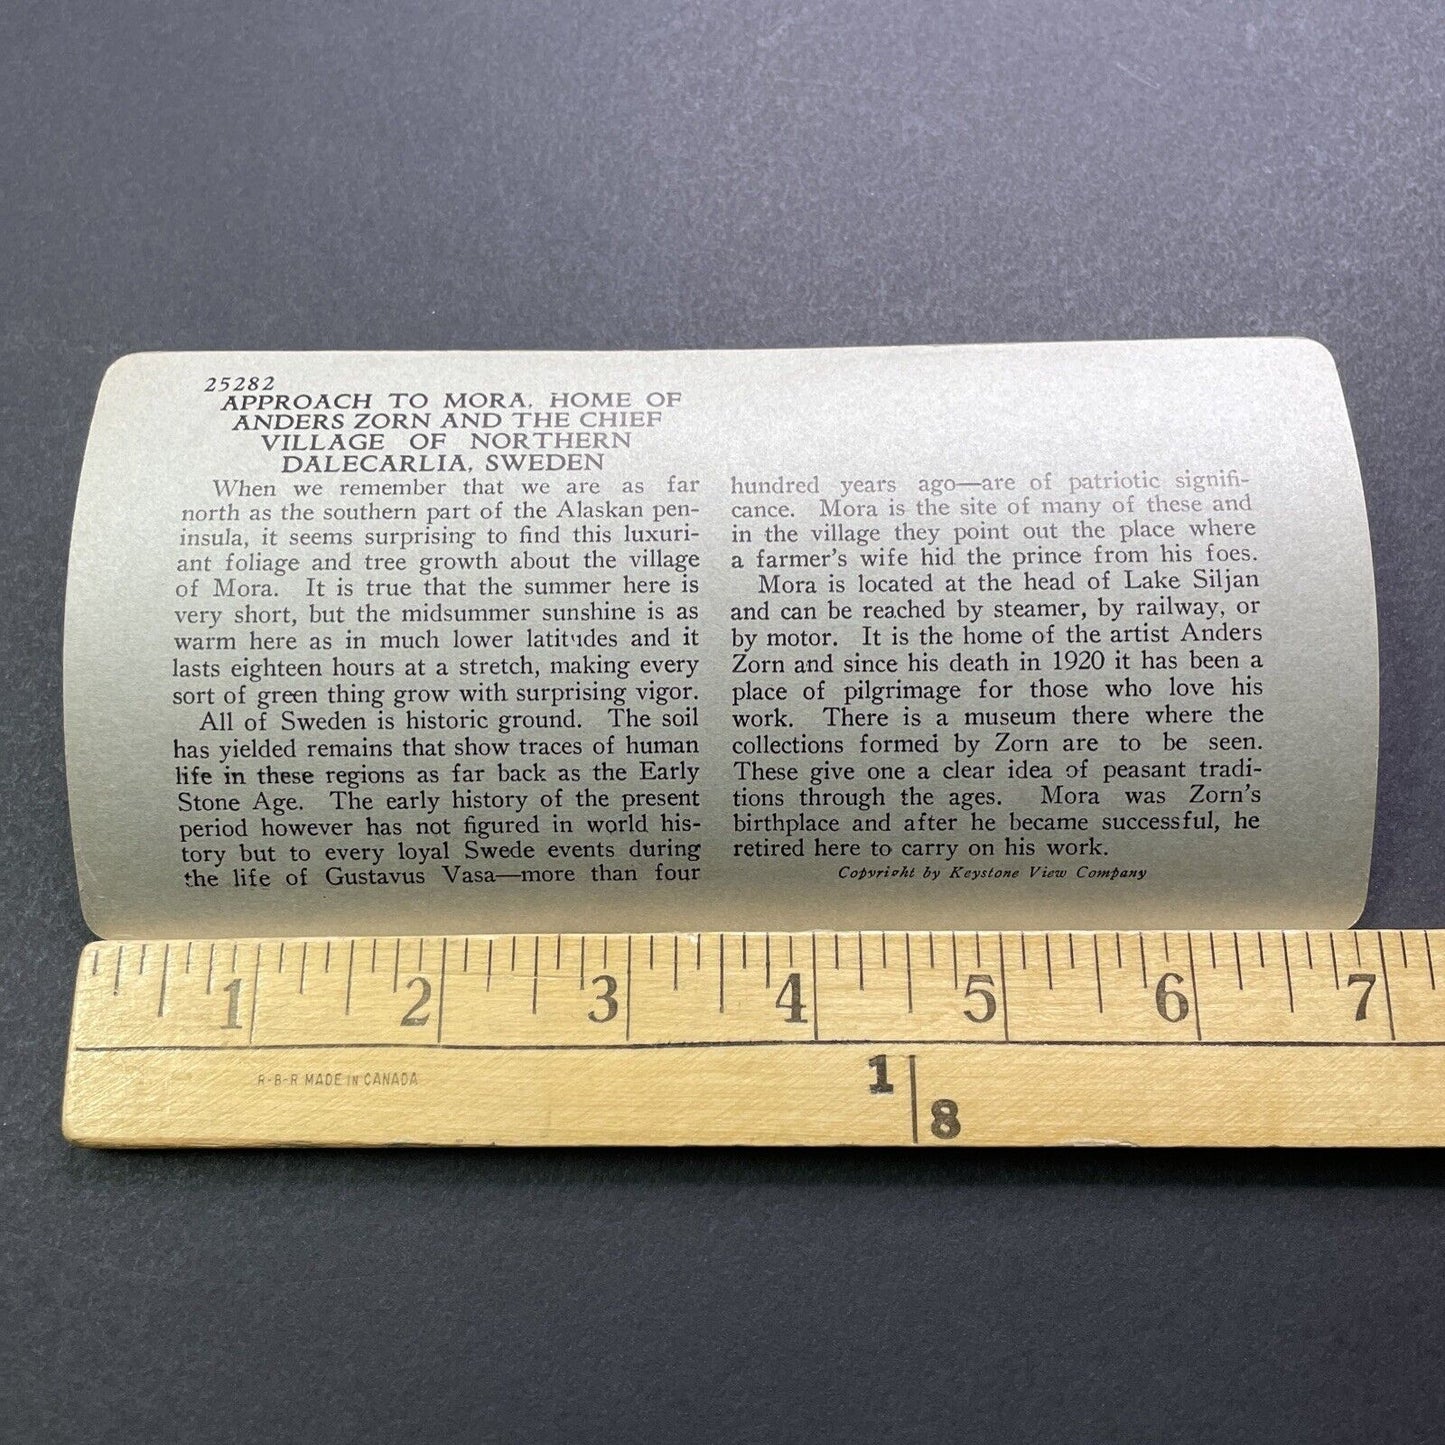 25282
APPROACH TO MORA, HOME OF
ANDERS ZORN AND THE CHIEF
VILLAGE OF NORTHERN
DALECARLIA, SWEDEN
When we remember that we are as far
north as the southern part of the Alaskan pen-
insula, it seems surprising to find this luxuri-
ant foliage and tree growth about the village
of Mora. It is true that the summer here is
very short, but the midsummer sunshine is as
warm here as in much lower latitudes and it
lasts eighteen hours at a stretch, making every
sort of green thing grow with surprising vigor.
All of Sweden is historic ground. The soil
has yielded remains that show traces of human
life in these regions as far back as the Early
Stone Age. The early history of the present
period however has not figured in world his-
tory but to every loyal Swede events during
the life of Gustavus Vasa—more than four
hundred years ago—are of patriotic signifi-
cance. Mora is the site of many of these and
in the village they point out the place where
a farmer's wife hid the prince from his foes.
Mora is located at the head of Lake Siljan
and can be reached by steamer, by railway, or
by motor. It is the home of the artist Anders
Zorn and since his death in 1920 it has been a
place of pilgrimage for those who love his
work. There is a museum there where the
collections formed by Zorn are to be seen.
These give one a clear idea of peasant tradi-
tions through the ages. Mora was Zorn's
birthplace and after he became successful, he
retired here to carry on his work.
Copyright by Keystone View Company
1 2 3 4 5 6 7
R-B-R MADE IN CANADA
1
8